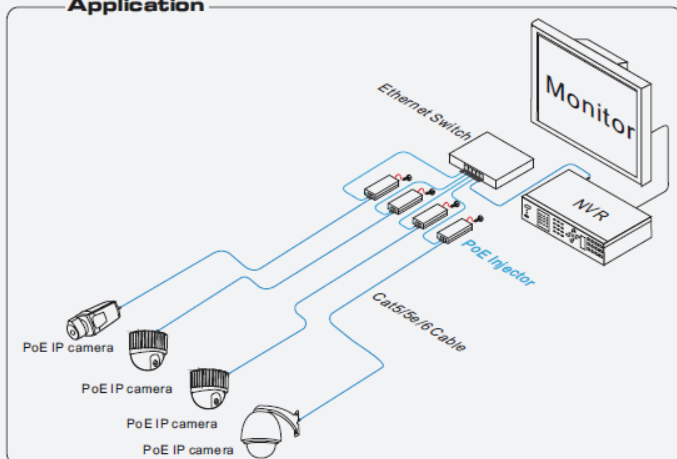 Application
Monitor
Ethernet Switch
NVR
PoE Injector
Cat5/5e/6 Cable
PoE IP camera
PoE IP camera
PoE IP camera
PoE IP camera